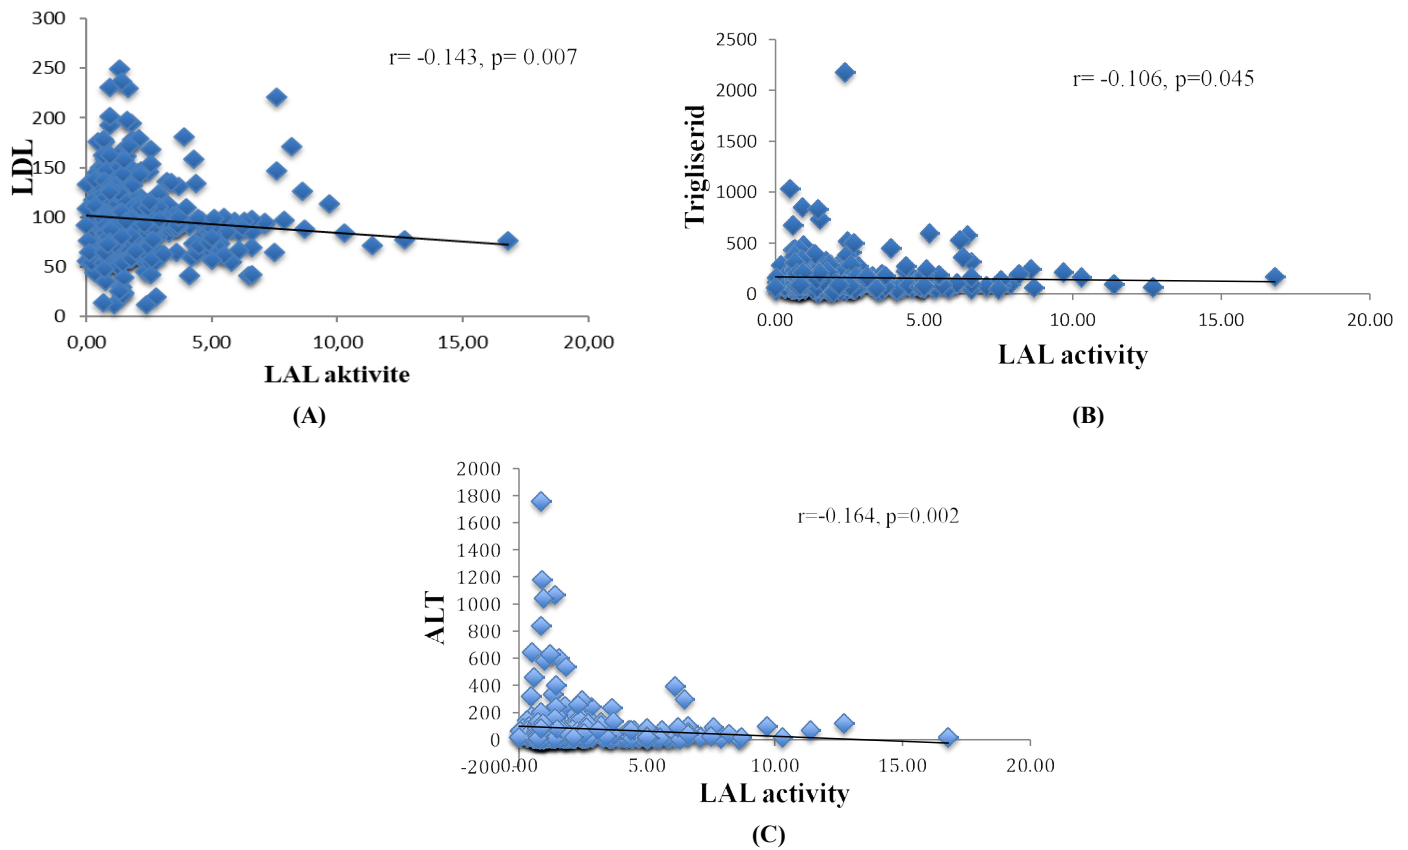 300
250
200
150
100
50
0
LDL
r= -0.143, p= 0.007
0,00 5,00 10,00 15,00 20,00
LAL aktivite
(A)
2500
2000
1500
1000
500
0
Trigliserid
r= -0.106, p=0.045
0.00 5.00 10.00 15.00 20.00
LAL activity
(B)
2000
1800
1600
1400
1200
1000
800
600
400
200
0
-200
ALT
r=-0.164, p=0.002
0.00 5.00 10.00 15.00 20.00
LAL activity
(C)